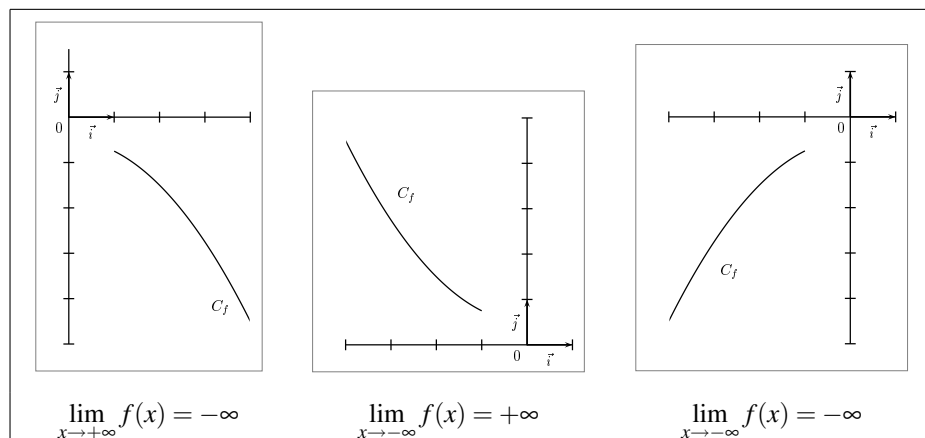 j⃗
0
i⃗
C_f
C_f
j⃗
0
i⃗
j⃗
0
i⃗
C_f
lim_{x→+∞} f(x) = −∞
lim_{x→−∞} f(x) = +∞
lim_{x→−∞} f(x) = −∞